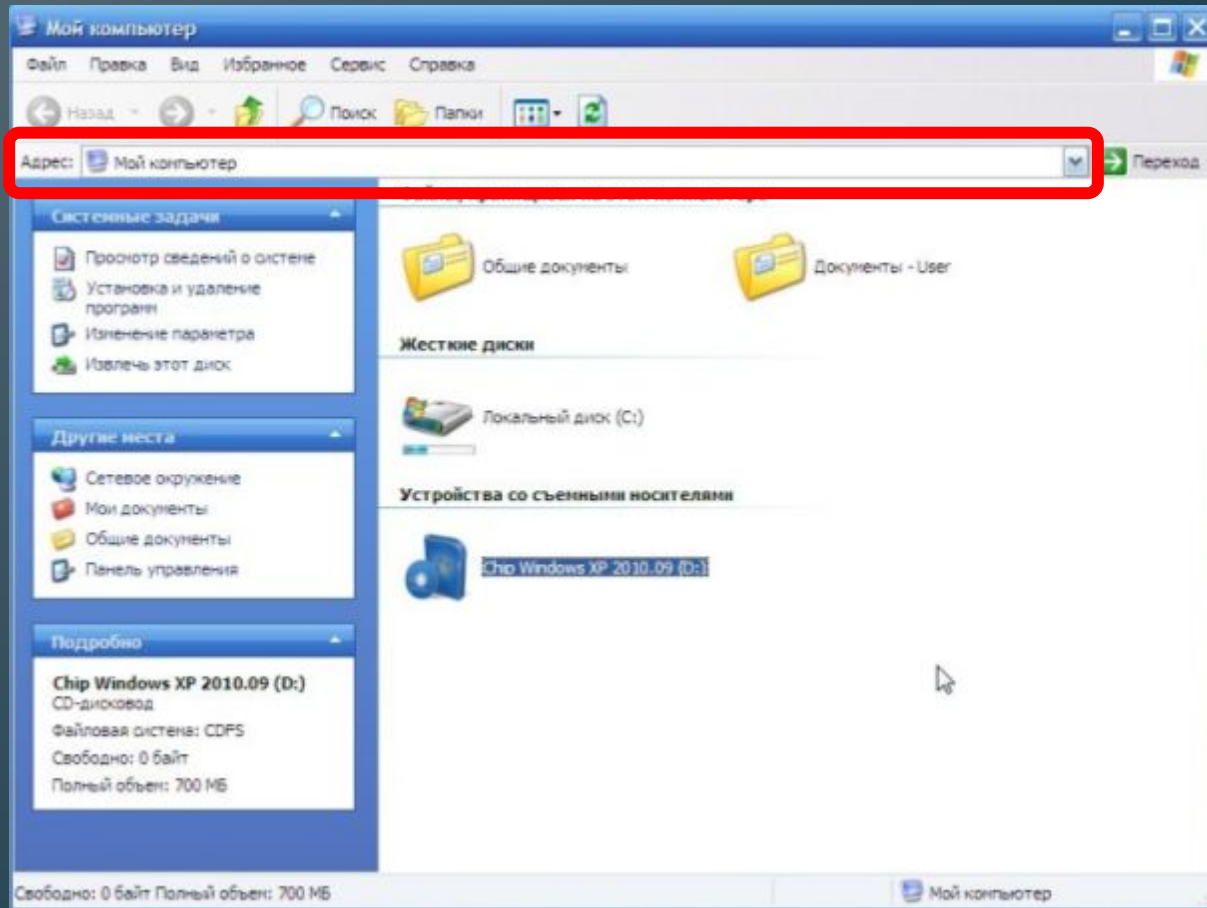 Мой компьютер
Файл Правка Вид Избранное Сервис Справка
Назад Поиск Папки
Адрес: Мой компьютер Переход
Системные задачи
Просмотр сведений о системе
Установка и удаление
программ
Изменение параметра
Извлечь этот диск
Другие места
Сетевое окружение
Мои документы
Общие документы
Панель управления
Подробно
Chip Windows XP 2010.09 (D:)
CD-дисковод
Файловая система: CDFS
Свободно: 0 байт
Полный объем: 700 МБ
Общие документы
Документы - User
Жесткие диски
Локальный диск (C:)
Устройства со съемными носителями
Chip Windows XP 2010.09 (D:)
Свободно: 0 байт Полный объем: 700 МБ
Мой компьютер